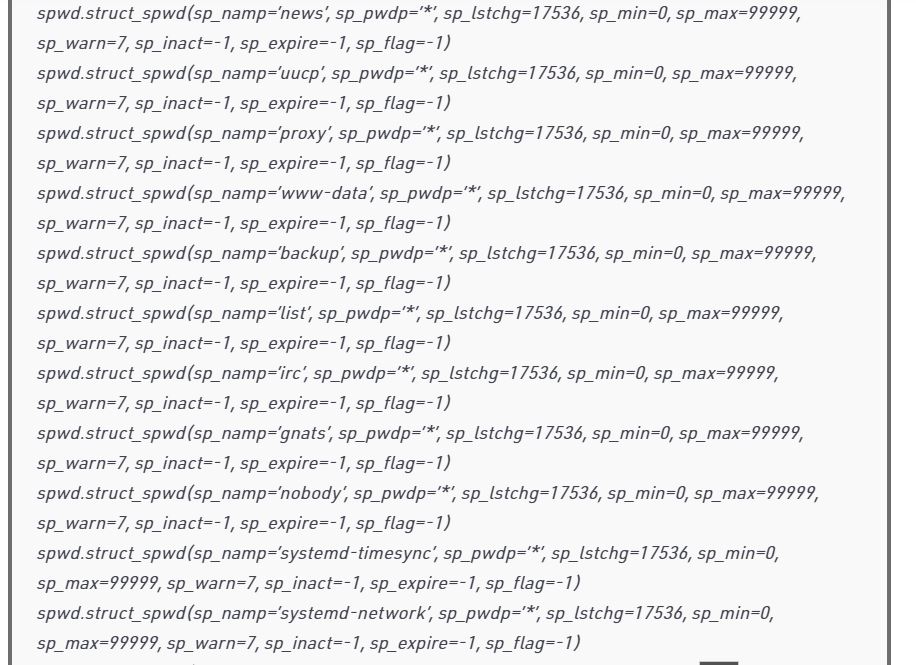 spwd.struct_spwd(sp_namp='news', sp_pwdp='*', sp_lstchg=17536, sp_min=0, sp_max=99999,
sp_warn=7, sp_inact=-1, sp_expire=-1, sp_flag=-1)
spwd.struct_spwd(sp_namp='uucp', sp_pwdp='*', sp_lstchg=17536, sp_min=0, sp_max=99999,
sp_warn=7, sp_inact=-1, sp_expire=-1, sp_flag=-1)
spwd.struct_spwd(sp_namp='proxy', sp_pwdp='*', sp_lstchg=17536, sp_min=0, sp_max=99999,
sp_warn=7, sp_inact=-1, sp_expire=-1, sp_flag=-1)
spwd.struct_spwd(sp_namp='www-data', sp_pwdp='*', sp_lstchg=17536, sp_min=0, sp_max=99999,
sp_warn=7, sp_inact=-1, sp_expire=-1, sp_flag=-1)
spwd.struct_spwd(sp_namp='backup', sp_pwdp='*', sp_lstchg=17536, sp_min=0, sp_max=99999,
sp_warn=7, sp_inact=-1, sp_expire=-1, sp_flag=-1)
spwd.struct_spwd(sp_namp='list', sp_pwdp='*', sp_lstchg=17536, sp_min=0, sp_max=99999,
sp_warn=7, sp_inact=-1, sp_expire=-1, sp_flag=-1)
spwd.struct_spwd(sp_namp='irc', sp_pwdp='*', sp_lstchg=17536, sp_min=0, sp_max=99999,
sp_warn=7, sp_inact=-1, sp_expire=-1, sp_flag=-1)
spwd.struct_spwd(sp_namp='gnats', sp_pwdp='*', sp_lstchg=17536, sp_min=0, sp_max=99999,
sp_warn=7, sp_inact=-1, sp_expire=-1, sp_flag=-1)
spwd.struct_spwd(sp_namp='nobody', sp_pwdp='*', sp_lstchg=17536, sp_min=0, sp_max=99999,
sp_warn=7, sp_inact=-1, sp_expire=-1, sp_flag=-1)
spwd.struct_spwd(sp_namp='systemd-timesync', sp_pwdp='*', sp_lstchg=17536, sp_min=0,
sp_max=99999, sp_warn=7, sp_inact=-1, sp_expire=-1, sp_flag=-1)
spwd.struct_spwd(sp_namp='systemd-network', sp_pwdp='*', sp_lstchg=17536, sp_min=0,
sp_max=99999, sp_warn=7, sp_inact=-1, sp_expire=-1, sp_flag=-1)